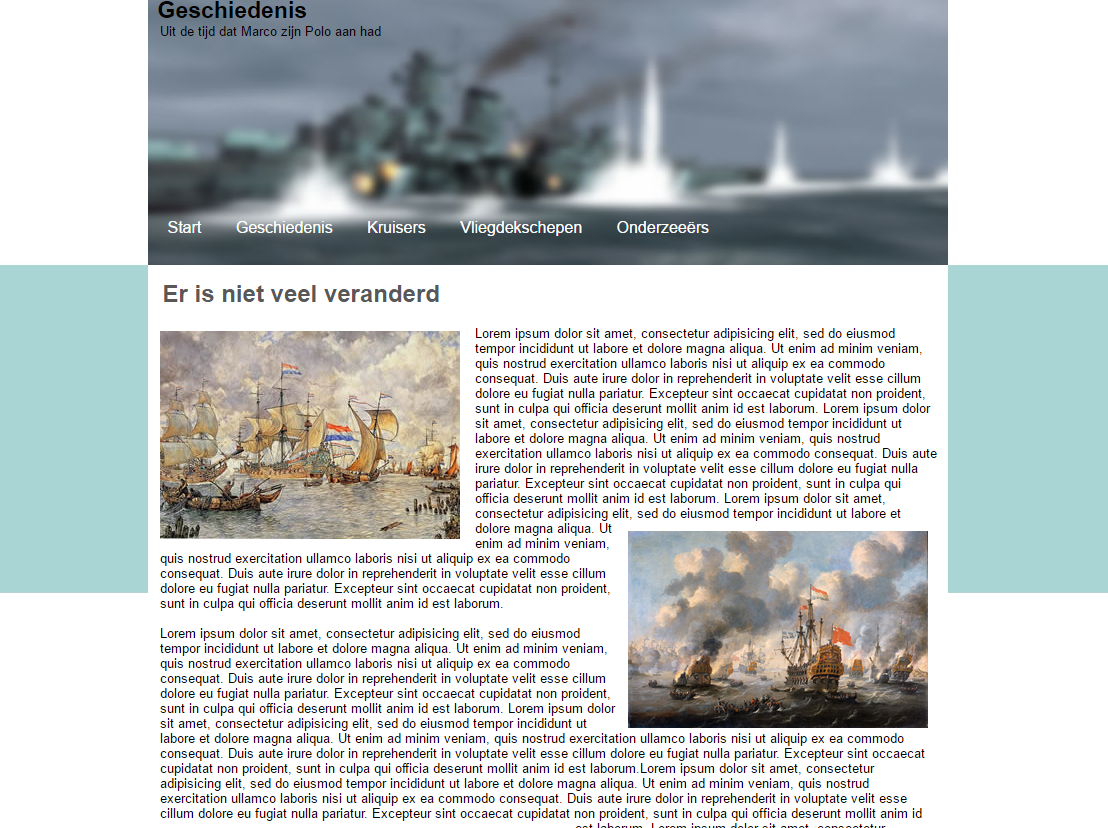 Geschiedenis
Uit de tijd dat Marco zijn Polo aan had
Start Geschiedenis Kruisers Vliegdekschepen Onderzeeërs
Er is niet veel veranderd
Lorem ipsum dolor sit amet, consectetur adipisicing elit, sed do eiusmod
tempor incididunt ut labore et dolore magna aliqua. Ut enim ad minim veniam,
quis nostrud exercitation ullamco laboris nisi ut aliquip ex ea commodo
consequat. Duis aute irure dolor in reprehenderit in voluptate velit esse cillum
dolore eu fugiat nulla pariatur. Excepteur sint occaecat cupidatat non proident,
sunt in culpa qui officia deserunt mollit anim id est laborum. Lorem ipsum dolor
sit amet, consectetur adipisicing elit, sed do eiusmod tempor incididunt ut
labore et dolore magna aliqua. Ut enim ad minim veniam, quis nostrud
exercitation ullamco laboris nisi ut aliquip ex ea commodo consequat. Duis aute
irure dolor in reprehenderit in voluptate velit esse cillum dolore eu fugiat nulla
pariatur. Excepteur sint occaecat cupidatat non proident, sunt in culpa qui
officia deserunt mollit anim id est laborum. Lorem ipsum dolor sit amet,
consectetur adipisicing elit, sed do eiusmod tempor incididunt ut labore et
dolore magna aliqua. Ut
enim ad minim veniam,
quis nostrud exercitation ullamco laboris nisi ut aliquip ex ea commodo
consequat. Duis aute irure dolor in reprehenderit in voluptate velit esse cillum
dolore eu fugiat nulla pariatur. Excepteur sint occaecat cupidatat non proident,
sunt in culpa qui officia deserunt mollit anim id est laborum.
Lorem ipsum dolor sit amet, consectetur adipisicing elit, sed do eiusmod
tempor incididunt ut labore et dolore magna aliqua. Ut enim ad minim veniam,
quis nostrud exercitation ullamco laboris nisi ut aliquip ex ea commodo
consequat. Duis aute irure dolor in reprehenderit in voluptate velit esse cillum
dolore eu fugiat nulla pariatur. Excepteur sint occaecat cupidatat non proident,
sunt in culpa qui officia deserunt mollit anim id est laborum. Lorem ipsum dolor
sit amet, consectetur adipisicing elit, sed do eiusmod tempor incididunt ut
labore et dolore magna aliqua. Ut enim ad minim veniam, quis nostrud exercitation ullamco laboris nisi ut aliquip ex ea commodo
consequat. Duis aute irure dolor in reprehenderit in voluptate velit esse cillum dolore eu fugiat nulla pariatur. Excepteur sint occaecat
cupidatat non proident, sunt in culpa qui officia deserunt mollit anim id est laborum.Lorem ipsum dolor sit amet, consectetur
adipisicing elit, sed do eiusmod tempor incididunt ut labore et dolore magna aliqua. Ut enim ad minim veniam, quis nostrud
exercitation ullamco laboris nisi ut aliquip ex ea commodo consequat. Duis aute irure dolor in reprehenderit in voluptate velit esse
cillum dolore eu fugiat nulla pariatur. Excepteur sint occaecat cupidatat non proident, sunt in culpa qui officia deserunt mollit anim id
est laborum. Lorem ipsum dolor sit amet, consectetur